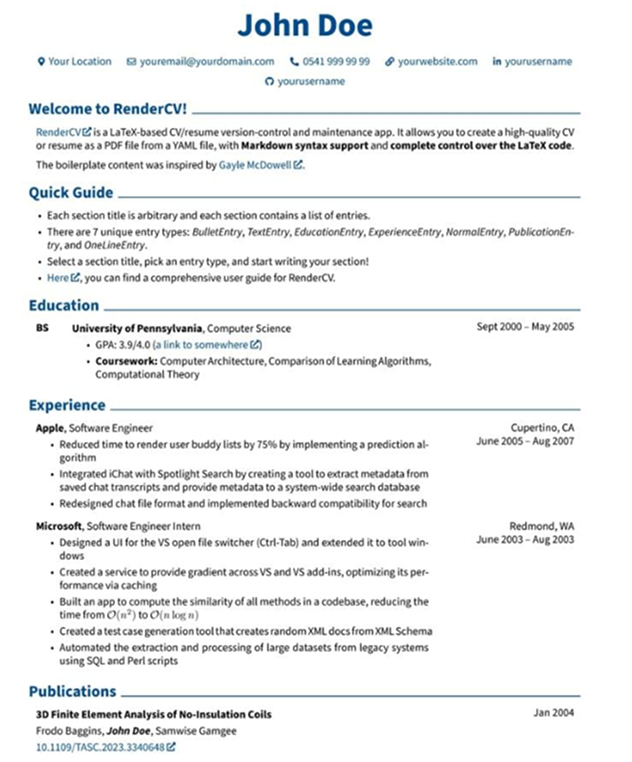 John Doe
Your Location youremail@yourdomain.com 0541 999 99 99 yourwebsite.com in yourusername
yourusername
Welcome to RenderCV!
RenderCV is a LaTeX-based CV/resume version-control and maintenance app. It allows you to create a high-quality CV
or resume as a PDF file from a YAML file, with Markdown syntax support and complete control over the LaTeX code.
The boilerplate content was inspired by Gayle McDowell.
Quick Guide
• Each section title is arbitrary and each section contains a list of entries.
• There are 7 unique entry types: BulletEntry, TextEntry, EducationEntry, ExperienceEntry, NormalEntry, PublicationEn-
try, and OneLineEntry.
• Select a section title, pick an entry type, and start writing your section!
• Here, you can find a comprehensive user guide for RenderCV.
Education
BS University of Pennsylvania, Computer Science Sept 2000 – May 2005
• GPA: 3.9/4.0 (a link to somewhere)
• Coursework: Computer Architecture, Comparison of Learning Algorithms,
Computational Theory
Experience
Apple, Software Engineer Cupertino, CA
June 2005 – Aug 2007
• Reduced time to render user buddy lists by 75% by implementing a prediction al-
gorithm
• Integrated iChat with Spotlight Search by creating a tool to extract metadata from
saved chat transcripts and provide metadata to a system-wide search database
• Redesigned chat file format and implemented backward compatibility for search
Microsoft, Software Engineer Intern Redmond, WA
June 2003 – Aug 2003
• Designed a UI for the VS open file switcher (Ctrl-Tab) and extended it to tool win-
dows
• Created a service to provide gradient across VS and VS add-ins, optimizing its per-
formance via caching
• Built an app to compute the similarity of all methods in a codebase, reducing the
time from O(n²) to O(n log n)
• Created a test case generation tool that creates random XML docs from XML Schema
• Automated the extraction and processing of large datasets from legacy systems
using SQL and Perl scripts
Publications
3D Finite Element Analysis of No-Insulation Coils Jan 2004
Frodo Baggins, John Doe, Samwise Gamgee
10.1109/TASC.2023.3340648